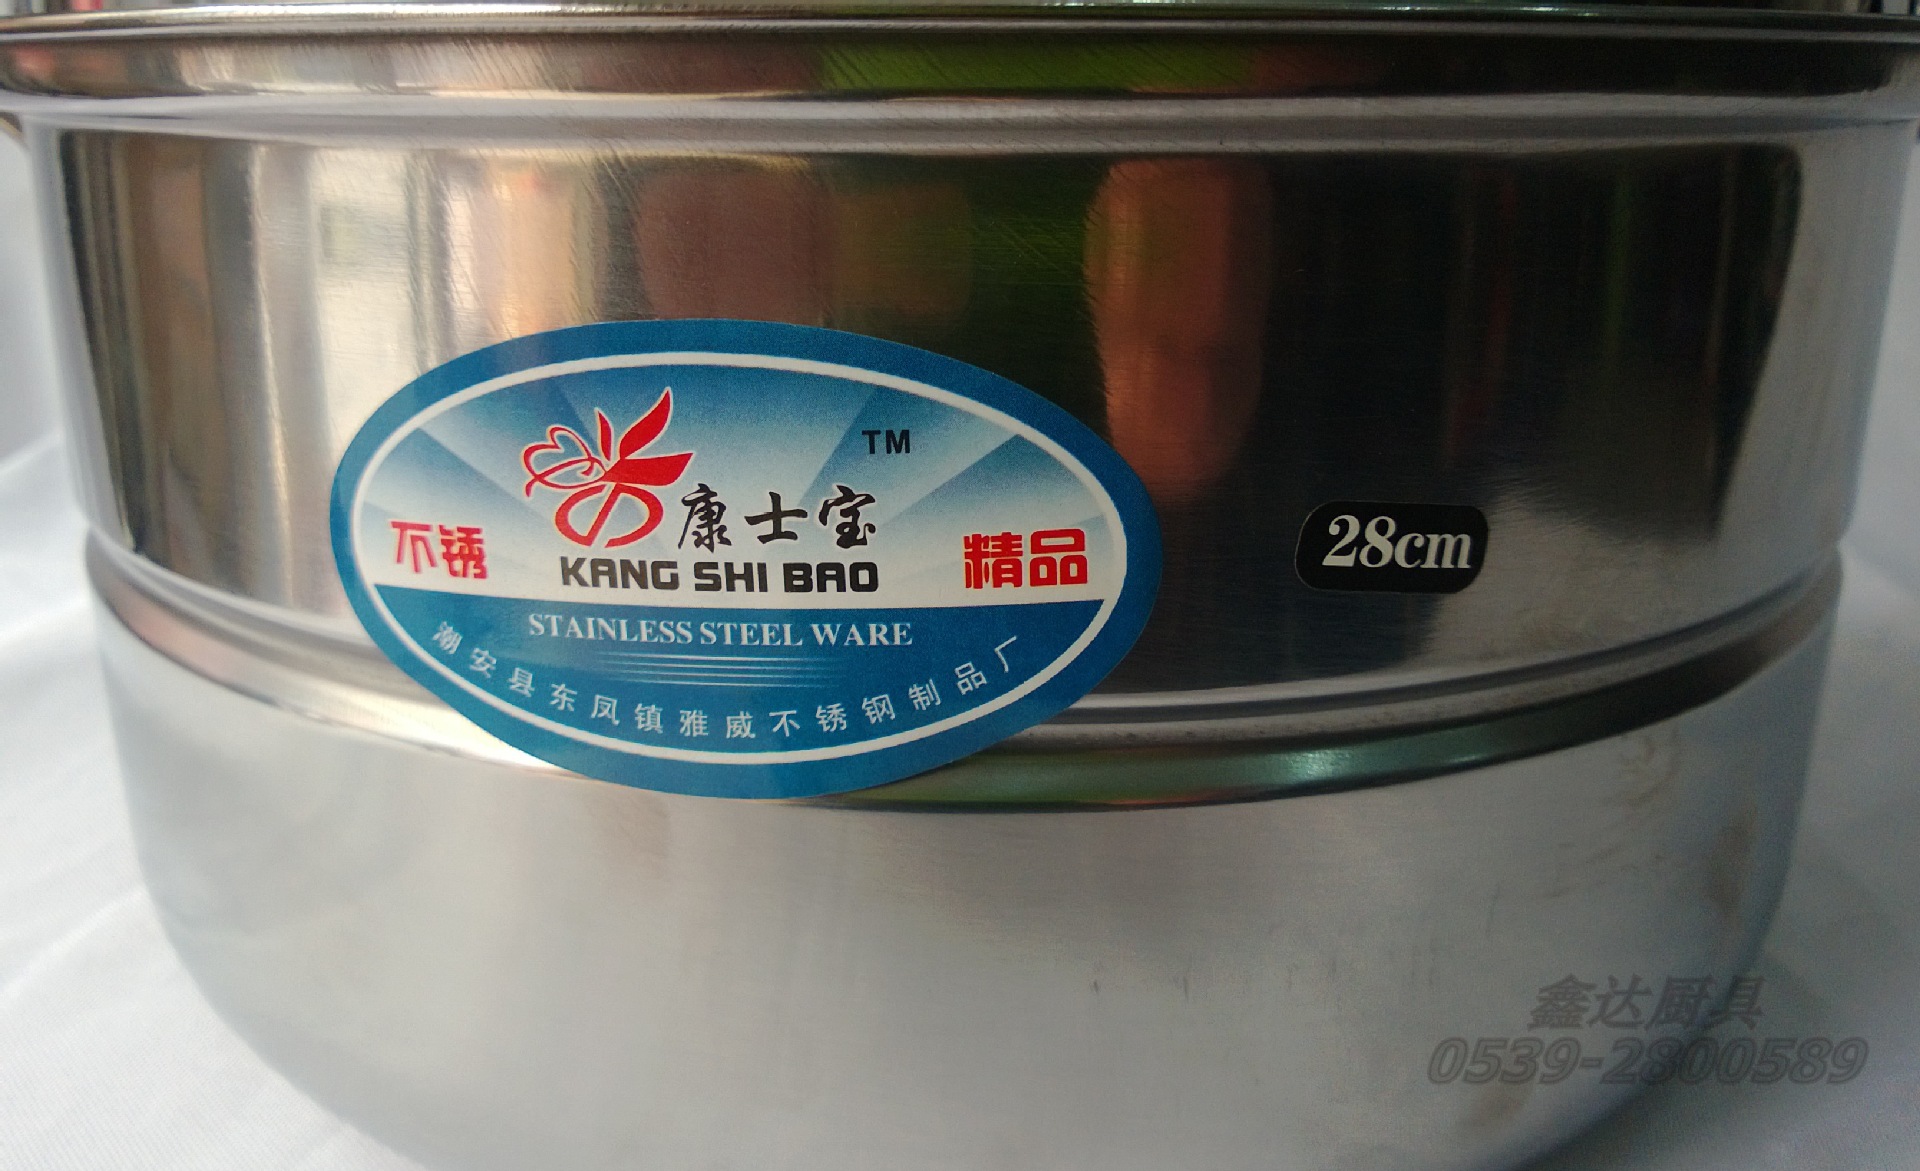 TM
康士宝
不锈 KANG SHI BAO 精品
STAINLESS STEEL WARE
潮安县东凤镇雅威不锈钢制品厂
28cm
鑫达厨具
0539-2800589